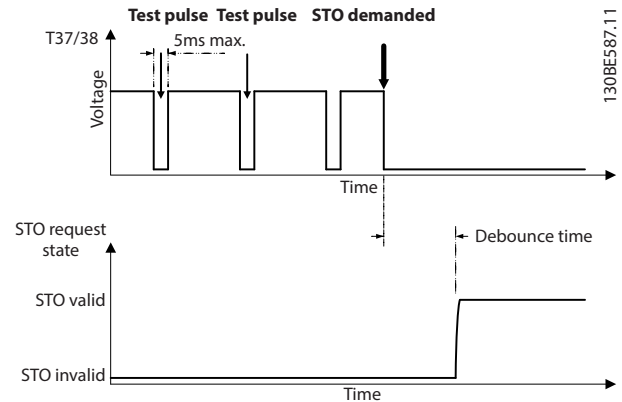 Test pulse Test pulse STO demanded
T37/38
5ms max.
Voltage
130BE587.11
Time
STO request
state
Debounce time
STO valid
STO invalid
Time